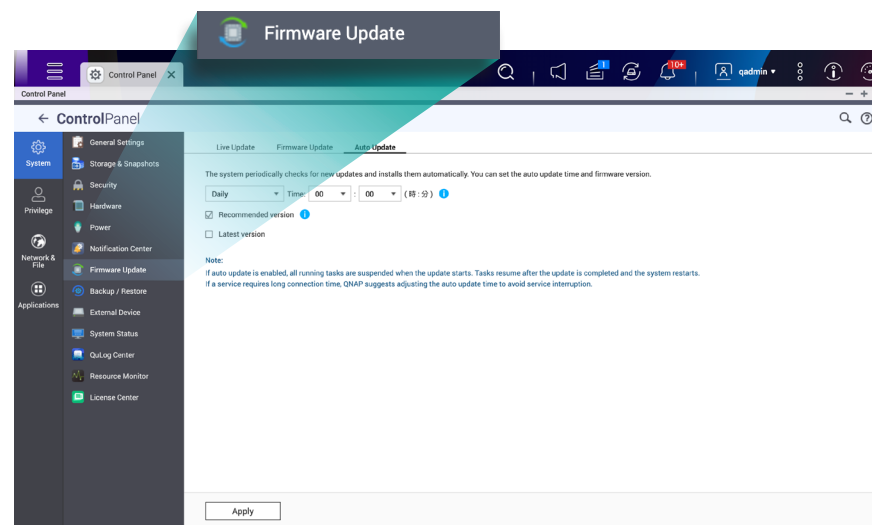 Firmware Update
Control Panel
1
10+
qadmin
Control Panel
ControlPanel
System
Privilege
Network &
File
Applications
General Settings
Storage & Snapshots
Security
Hardware
Power
Notification Center
Firmware Update
Backup / Restore
External Device
System Status
QuLog Center
Resource Monitor
License Center
Live Update Firmware Update Auto Update
The system periodically checks for new updates and installs them automatically. You can set the auto update time and firmware version.
Daily Time: 00 : 00 (時 : 分)
Recommended version
Latest version
Note:
If auto update is enabled, all running tasks are suspended when the update starts. Tasks resume after the update is completed and the system restarts.
If a service requires long connection time, QNAP suggests adjusting the auto update time to avoid service interruption.
Apply